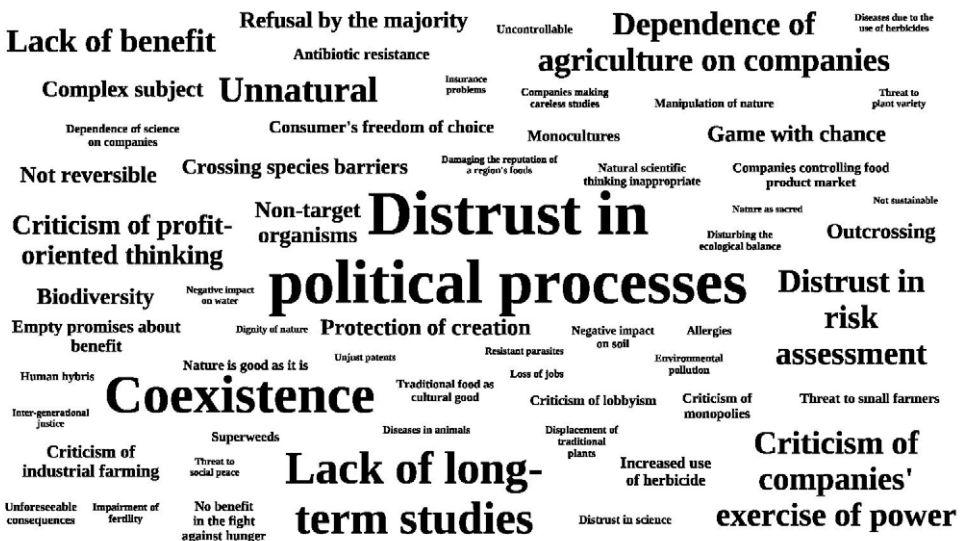 Lack of benefit
Refusal by the majority
Uncontrollable
Dependence of
agriculture on companies
Diseases due to the
use of herbicides
Antibiotic resistance
Complex subject
Unnatural
Insurance
problems
Companies making
careless studies
Manipulation of nature
Threat to
plant variety
Dependence of science
on companies
Consumer's freedom of choice
Monocultures
Game with chance
Not reversible
Crossing species barriers
Damaging the reputation of
a region's foods
Natural scientific
thinking inappropriate
Companies controlling food
product market
Criticism of profit-
oriented thinking
Non-target
organisms
Distrust in
political processes
Nature as sacred
Not sustainable
Disturbing the
ecological balance
Outcrossing
Biodiversity
Negative impact
on water
Distrust in
risk
assessment
Empty promises about
benefit
Dignity of nature
Protection of creation
Negative impact
on soil
Allergies
Human hybris
Nature is good as it is
Unjust patents
Resistant parasites
Loss of jobs
Environmental
pollution
Coexistence
Traditional food as
cultural good
Criticism of lobbyism
Criticism of
monopolies
Threat to small farmers
Inter-generational
justice
Superweeds
Diseases in animals
Displacement of
traditional
plants
Criticism of
industrial farming
Threat to
social peace
Lack of long-
term studies
Increased use
of herbicide
Criticism of
companies'
exercise of power
Unforeseeable
consequences
Impairment of
fertility
No benefit
in the fight
against hunger
Distrust in science